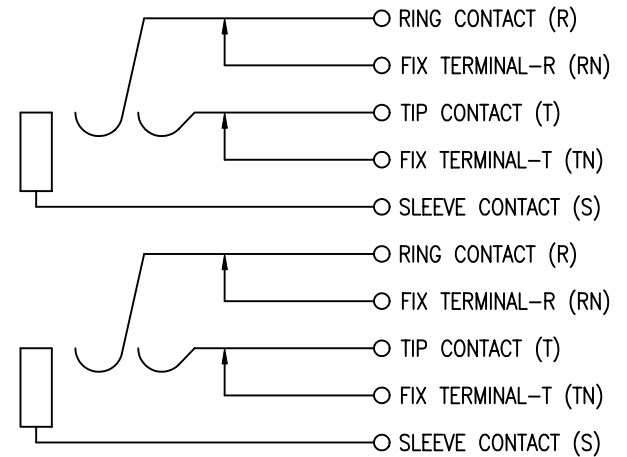 RING CONTACT (R)
FIX TERMINAL-R (RN)
TIP CONTACT (T)
FIX TERMINAL-T (TN)
SLEEVE CONTACT (S)
RING CONTACT (R)
FIX TERMINAL-R (RN)
TIP CONTACT (T)
FIX TERMINAL-T (TN)
SLEEVE CONTACT (S)